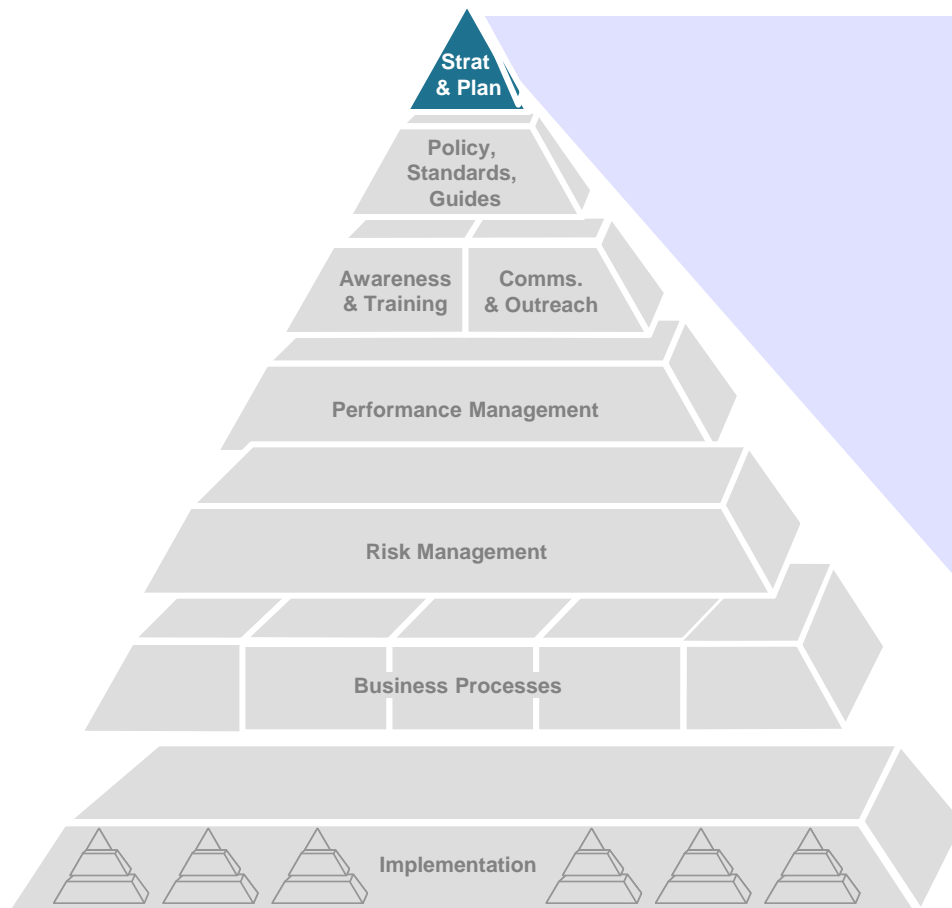 Strat
& Plan
Policy,
Standards,
Guides
Awareness
& Training
Comms.
& Outreach
Performance Management
Risk Management
Business Processes
Implementation